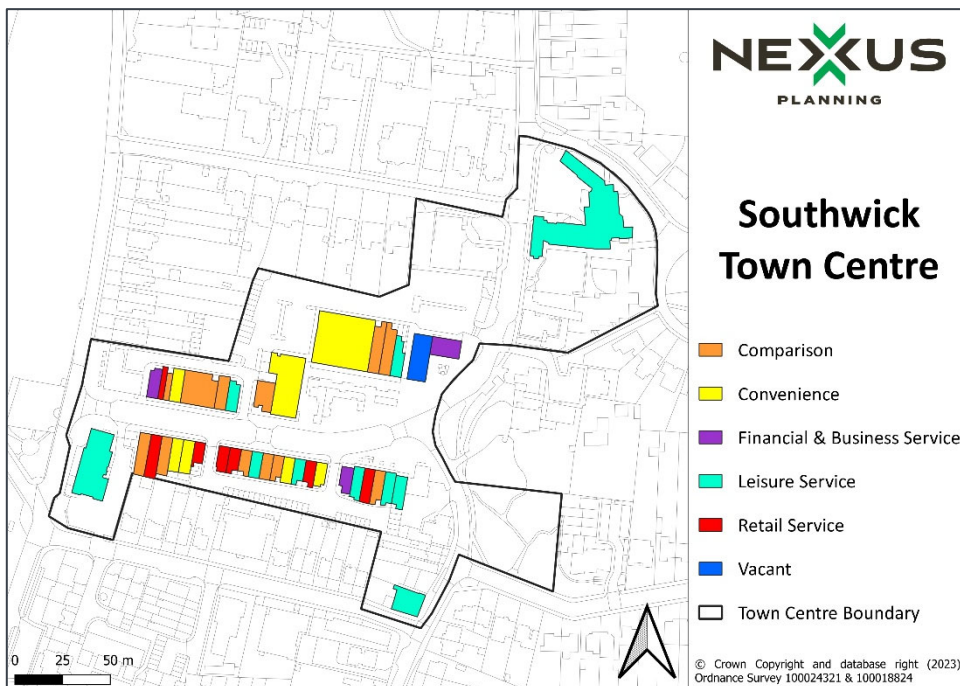 NEXUS
PLANNING
Southwick
Town Centre
Comparison
Convenience
Financial & Business Service
Leisure Service
Retail Service
Vacant
Town Centre Boundary
0 25 50 m
© Crown Copyright and database right (2023)
Ordnance Survey 100024321 & 100018824